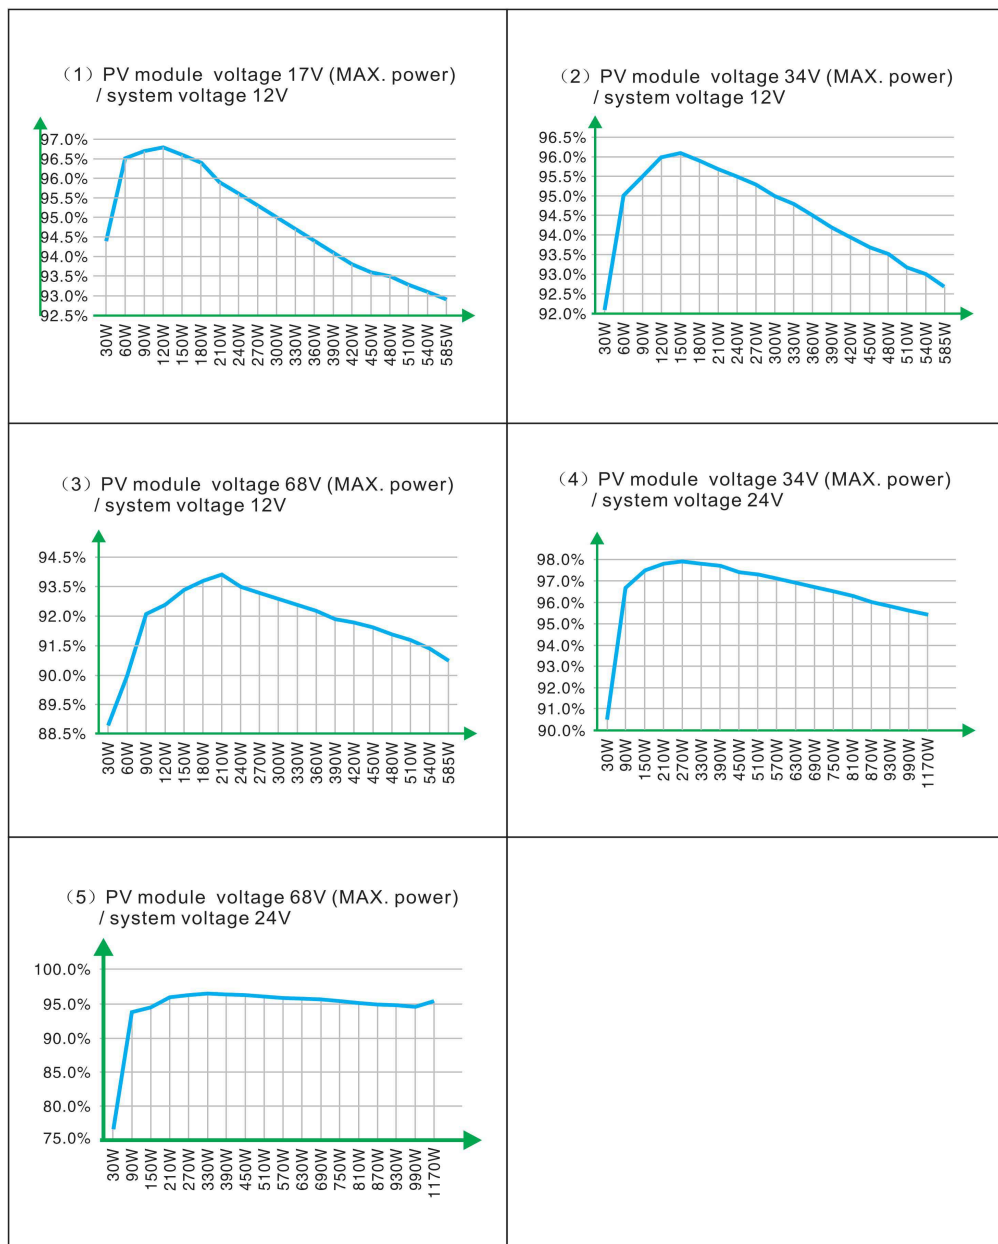 （1）PV module voltage 17V (MAX. power)
/ system voltage 12V
97.0%
96.5%
96.0%
95.5%
95.0%
94.5%
94.0%
93.5%
93.0%
92.5%
30W
60W
90W
120W
150W
180W
210W
240W
270W
300W
330W
360W
390W
420W
450W
480W
510W
540W
585W
（2）PV module voltage 34V (MAX. power)
/ system voltage 12V
96.5%
96.0%
95.5%
95.0%
94.5%
94.0%
93.5%
93.0%
92.5%
92.0%
30W
60W
90W
120W
150W
180W
210W
240W
270W
300W
330W
360W
390W
420W
450W
480W
510W
540W
585W
（3）PV module voltage 68V (MAX. power)
/ system voltage 12V
94.5%
93.5%
92.0%
91.5%
90.0%
89.5%
88.5%
30W
60W
90W
120W
150W
180W
210W
240W
270W
300W
330W
360W
390W
420W
450W
480W
510W
540W
585W
（4）PV module voltage 34V (MAX. power)
/ system voltage 24V
98.0%
97.0%
96.0%
95.0%
94.0%
93.0%
92.0%
91.0%
90.0%
30W
90W
150W
210W
270W
330W
390W
450W
510W
570W
630W
690W
750W
810W
870W
930W
990W
1170W
（5）PV module voltage 68V (MAX. power)
/ system voltage 24V
100.0%
95.0%
90.0%
85.0%
80.0%
75.0%
30W
90W
150W
210W
270W
330W
390W
450W
510W
570W
630W
690W
750W
810W
870W
930W
990W
1170W